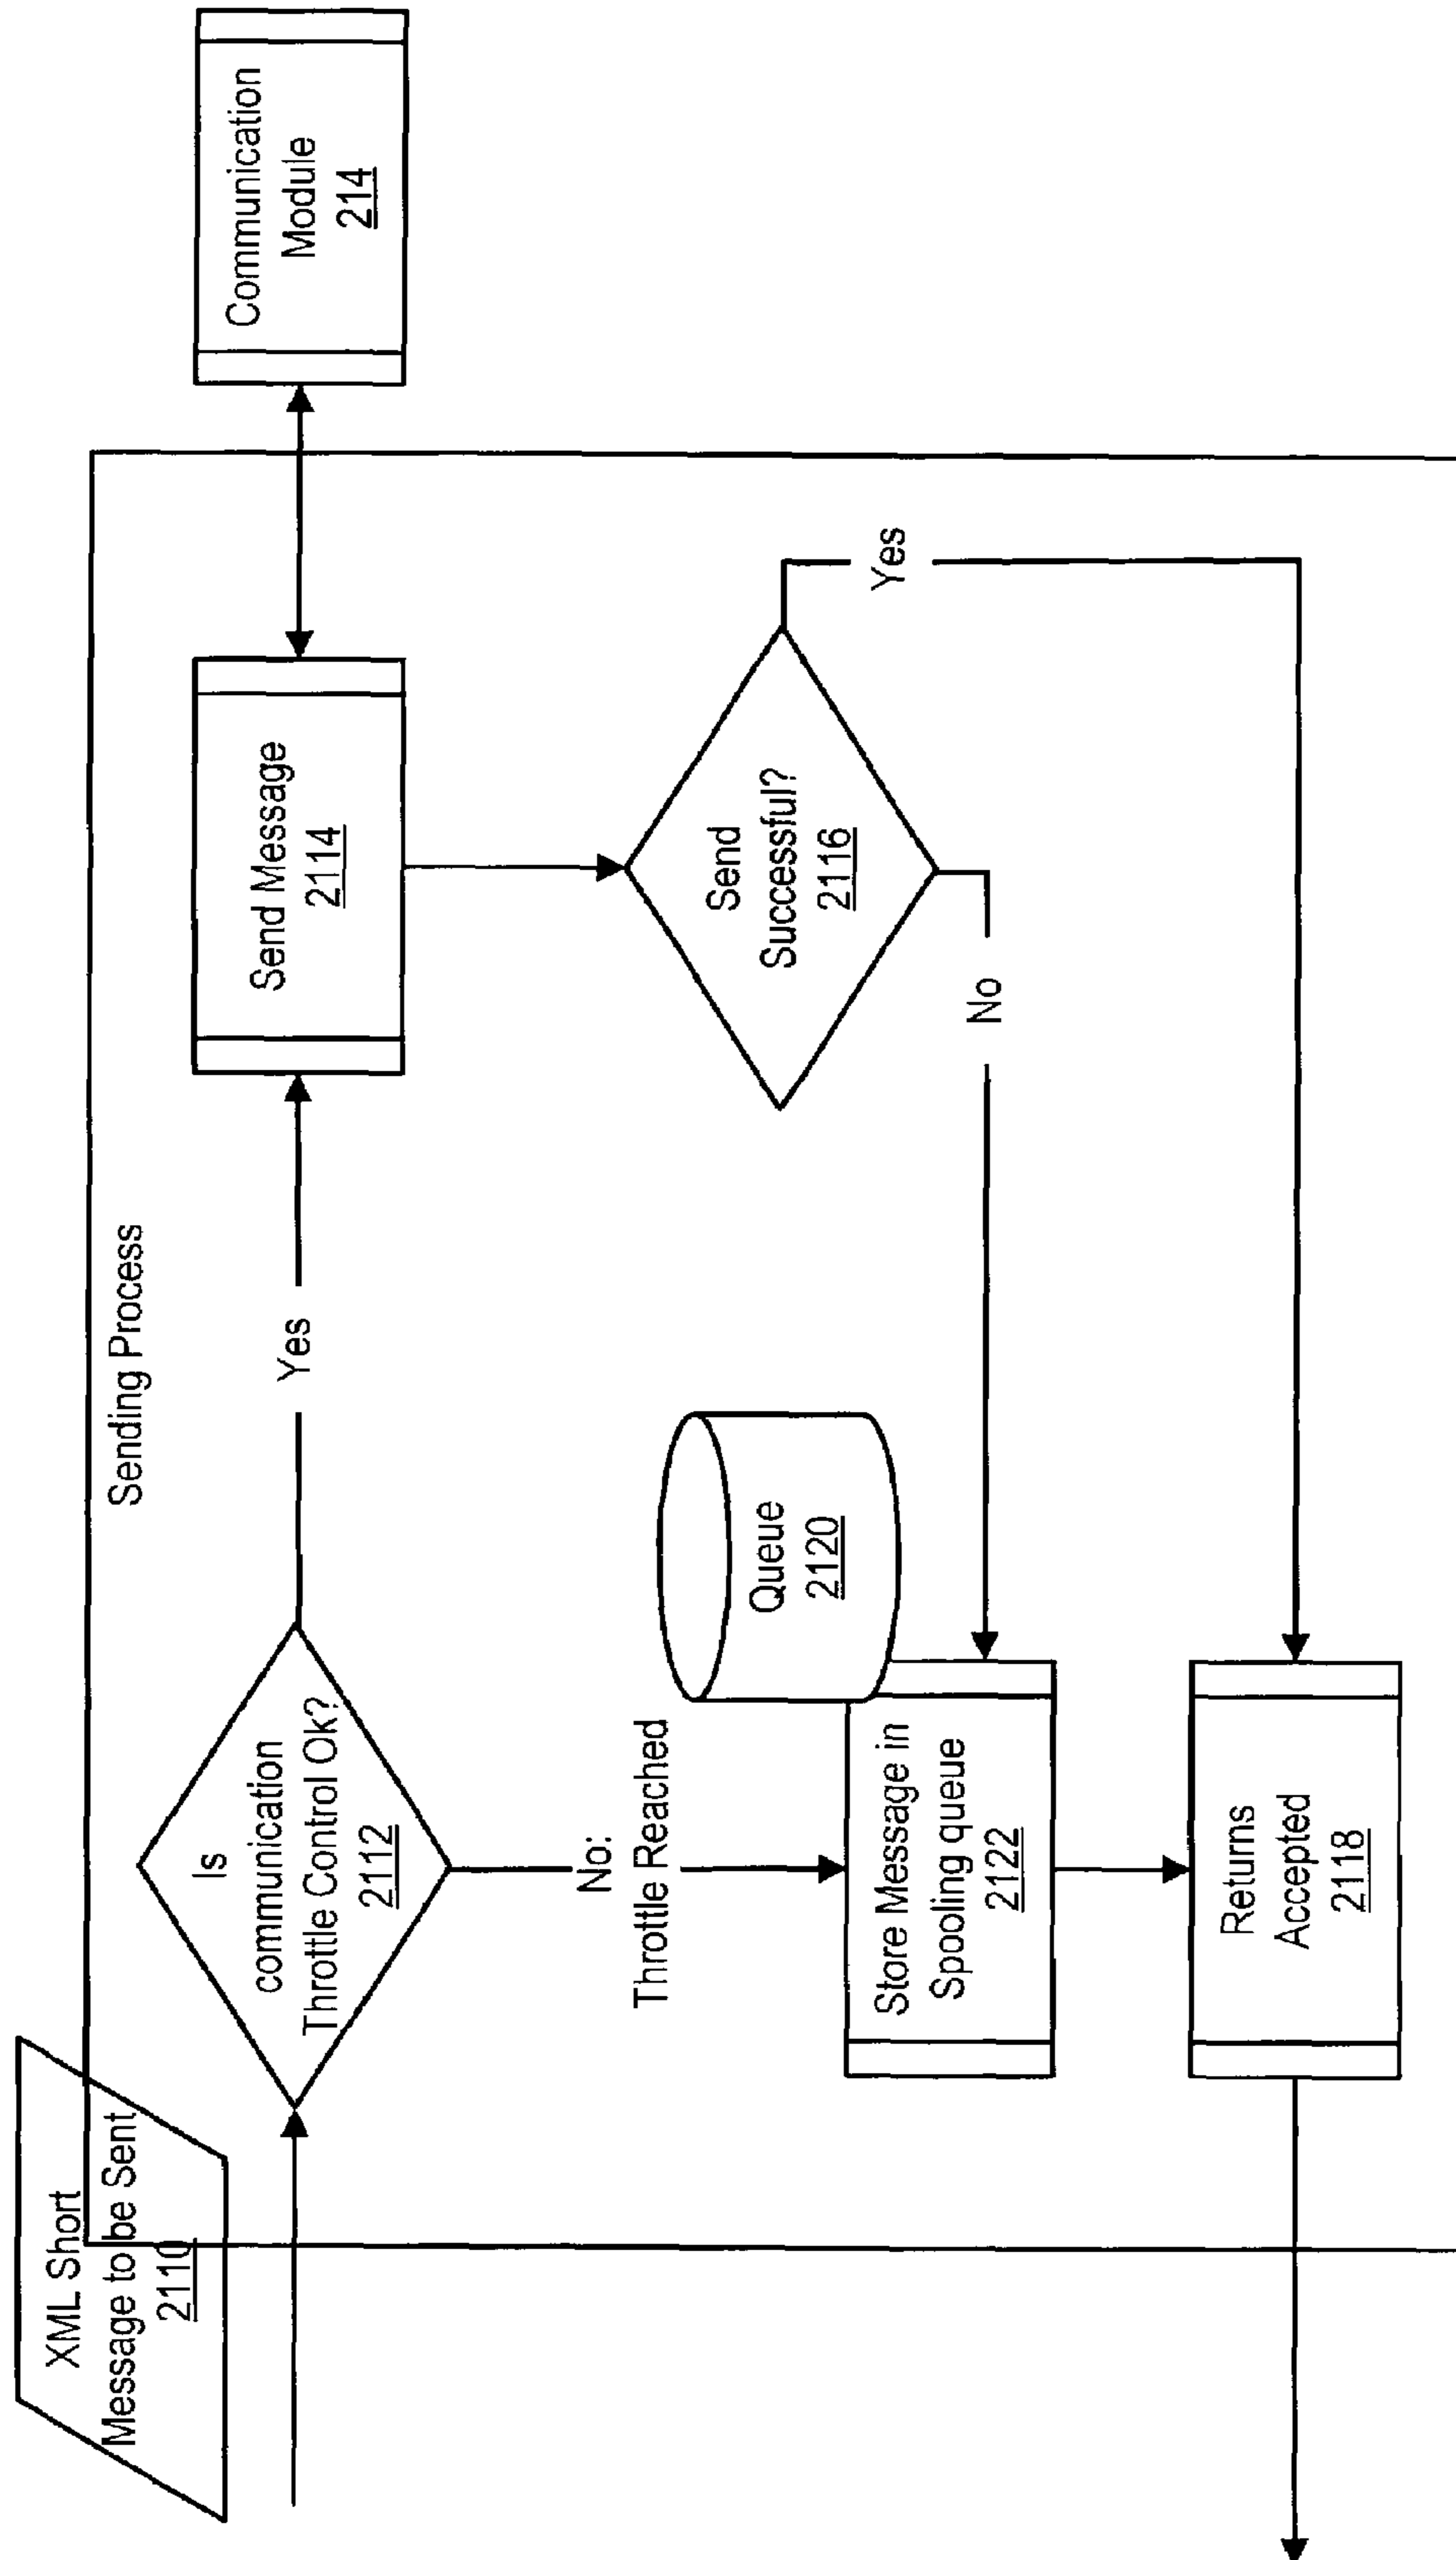 XML Short
Message to be Sent
2110
Sending Process
Is
communication
Throttle Control Ok?
2112
Yes
Send Message
2114
Communication
Module
214
No:
Throttle Reached
Queue
2120
Send
Successful?
2116
Yes
No
Store Message in
Spooling queue
2122
Returns
Accepted
2118